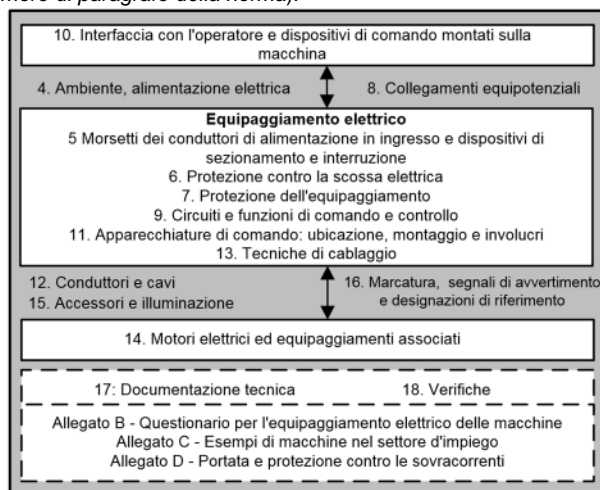 mero di paragrafo della norma).
10. Interfaccia con l'operatore e dispositivi di comando montati sulla
macchina
4. Ambiente, alimentazione elettrica
8. Collegamenti equipotenziali
Equipaggiamento elettrico
5 Morsetti dei conduttori di alimentazione in ingresso e dispositivi di
sezionamento e interruzione
6. Protezione contro la scossa elettrica
7. Protezione dell'equipaggiamento
9. Circuiti e funzioni di comando e controllo
11. Apparecchiature di comando: ubicazione, montaggio e involucri
13. Tecniche di cablaggio
12. Conduttori e cavi
15. Accessori e illuminazione
16. Marcatura, segnali di avvertimento
e designazioni di riferimento
14. Motori elettrici ed equipaggiamenti associati
17: Documentazione tecnica
18. Verifiche
Allegato B - Questionario per l'equipaggiamento elettrico delle macchine
Allegato C - Esempi di macchine nel settore d'impiego
Allegato D - Portata e protezione contro le sovracorrenti